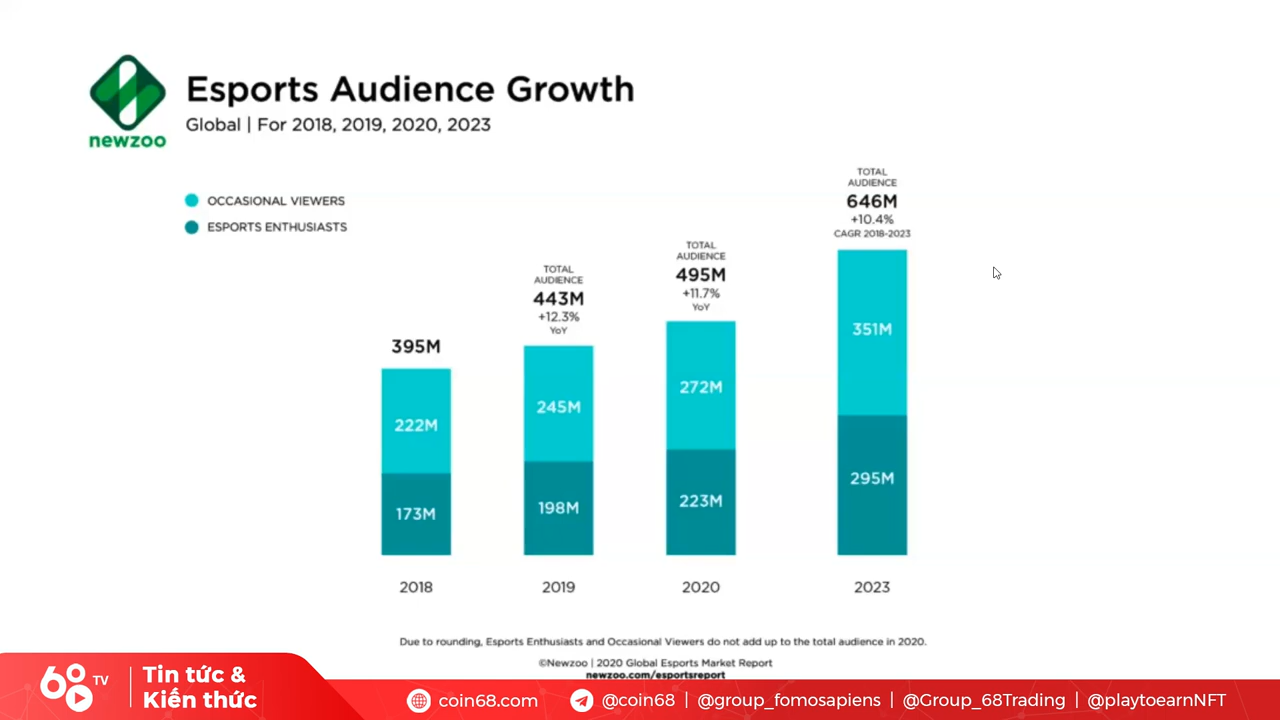 newzoo
Esports Audience Growth
Global | For 2018, 2019, 2020, 2023
OCCASIONAL VIEWERS
ESPORTS ENTHUSIASTS
395M
222M
173M
2018
TOTAL
AUDIENCE
443M
+12.3%
YoY
245M
198M
2019
TOTAL
AUDIENCE
495M
+11.7%
YoY
272M
223M
2020
TOTAL
AUDIENCE
646M
+10.4%
CAGR 2018-2023
351M
295M
2023
Due to rounding, Esports Enthusiasts and Occasional Viewers do not add up to the total audience in 2020.
©Newzoo | 2020 Global Esports Market Report
newzoo.com/esportsreport
68 TV
Tin tức &
Kiến thức
coin68.com
@coin68 | @group_fomosapiens | @Group_68Trading | @playtoearnNFT